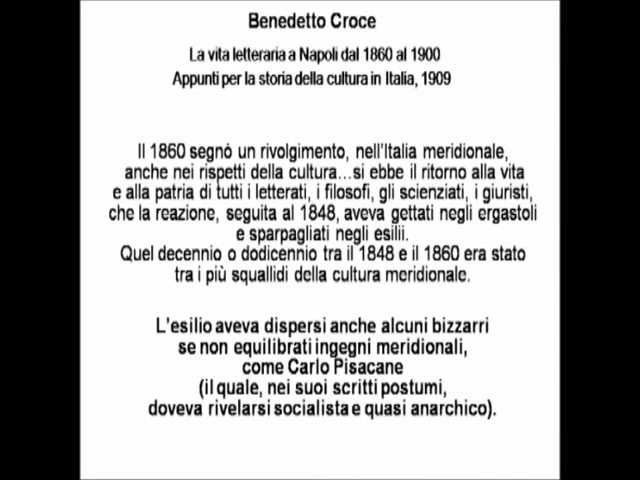 Benedetto Croce
La vita letteraria a Napoli dal 1860 al 1900
Appunti per la storia della cultura in Italia, 1909
Il 1860 segnò un rivolgimento, nell'Italia meridionale,
anche nei rispetti della cultura...si ebbe il ritorno alla vita
e alla patria di tutti i letterati, i filosofi, gli scienziati, i giuristi,
che la reazione, seguita al 1848, aveva gettati negli ergastoli
e sparpagliati negli esilii.
Quel decennio o dodicennio tra il 1848 e il 1860 era stato
tra i più squallidi della cultura meridionale.
L'esilio aveva dispersi anche alcuni bizzarri
se non equilibrati ingegni meridionali,
come Carlo Pisacane
(il quale, nei suoi scritti postumi,
doveva rivelarsi socialista e quasi anarchico).